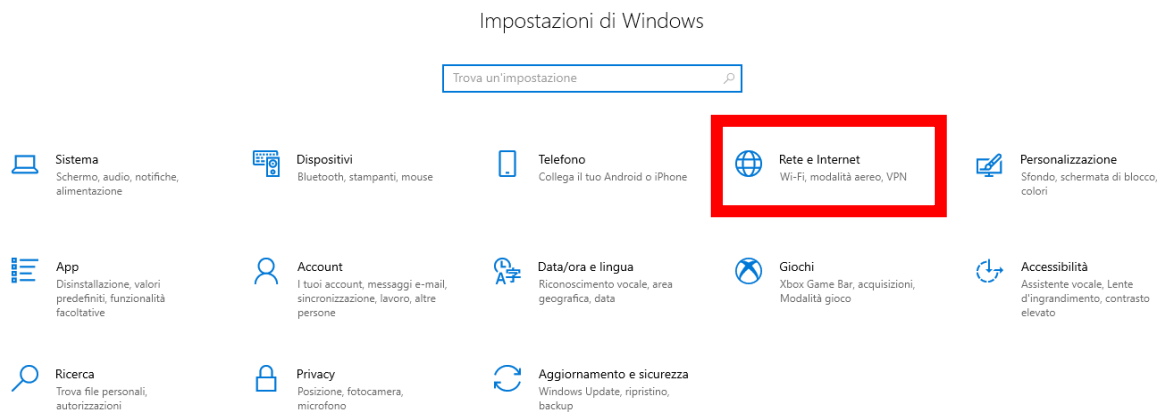 Impostazioni di Windows
Trova un'impostazione
Sistema
Schermo, audio, notifiche,
alimentazione
Dispositivi
Bluetooth, stampanti, mouse
Telefono
Collega il tuo Android o iPhone
Rete e Internet
Wi-Fi, modalità aereo, VPN
Personalizzazione
Sfondo, schermata di blocco,
colori
App
Disinstallazione, valori
predefiniti, funzionalità
facoltative
Account
I tuoi account, messaggi e-mail,
sincronizzazione, lavoro, altre
persone
Data/ora e lingua
Riconoscimento vocale, area
geografica, data
Giochi
Xbox Game Bar, acquisizioni,
Modalità gioco
Accessibilità
Assistente vocale, Lente
d'ingrandimento, contrasto
elevato
Ricerca
Trova file personali,
autorizzazioni
Privacy
Posizione, fotocamera,
microfono
Aggiornamento e sicurezza
Windows Update, ripristino,
backup